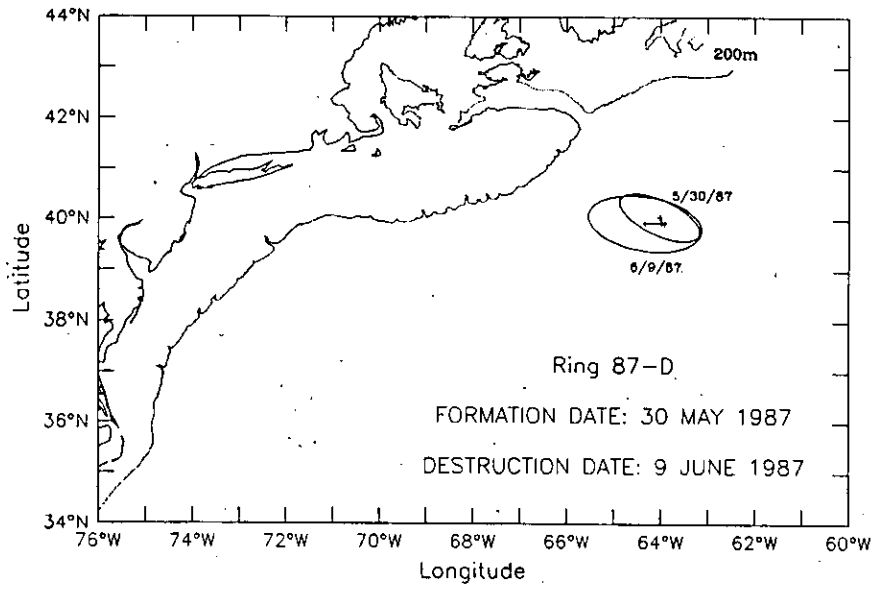 44°N
42°N
40°N
38°N
36°N
34°N
Latitude
200m
5/30/87
6/9/87.
Ring 87-D
FORMATION DATE: 30 MAY 1987
DESTRUCTION DATE: 9 JUNE 1987
76°W 74°W 72°W 70°W 68°W 66°W 64°W 62°W 60°W
Longitude